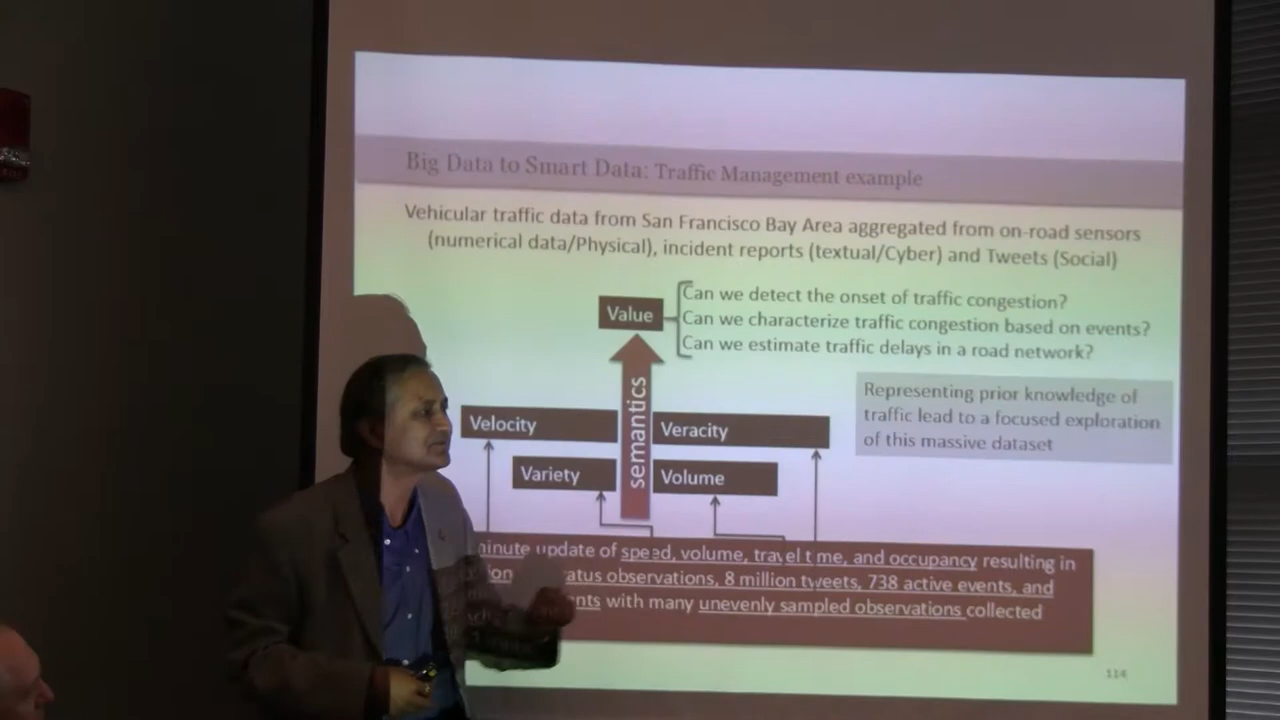 Big Data to Smart Data: Traffic Management example
Vehicular traffic data from San Francisco Bay Area aggregated from on-road sensors
(numerical data/Physical), incident reports (textual/Cyber) and Tweets (Social)
Value
Can we detect the onset of traffic congestion?
Can we characterize traffic congestion based on events?
Can we estimate traffic delays in a road network?
semantics
Velocity
Veracity
Variety
Volume
Representing prior knowledge of
traffic lead to a focused exploration
of this massive dataset
minute update of speed, volume, travel time, and occupancy resulting in
observations, 8 million tweets, 738 active events, and
with many unevenly sampled observations collected
114